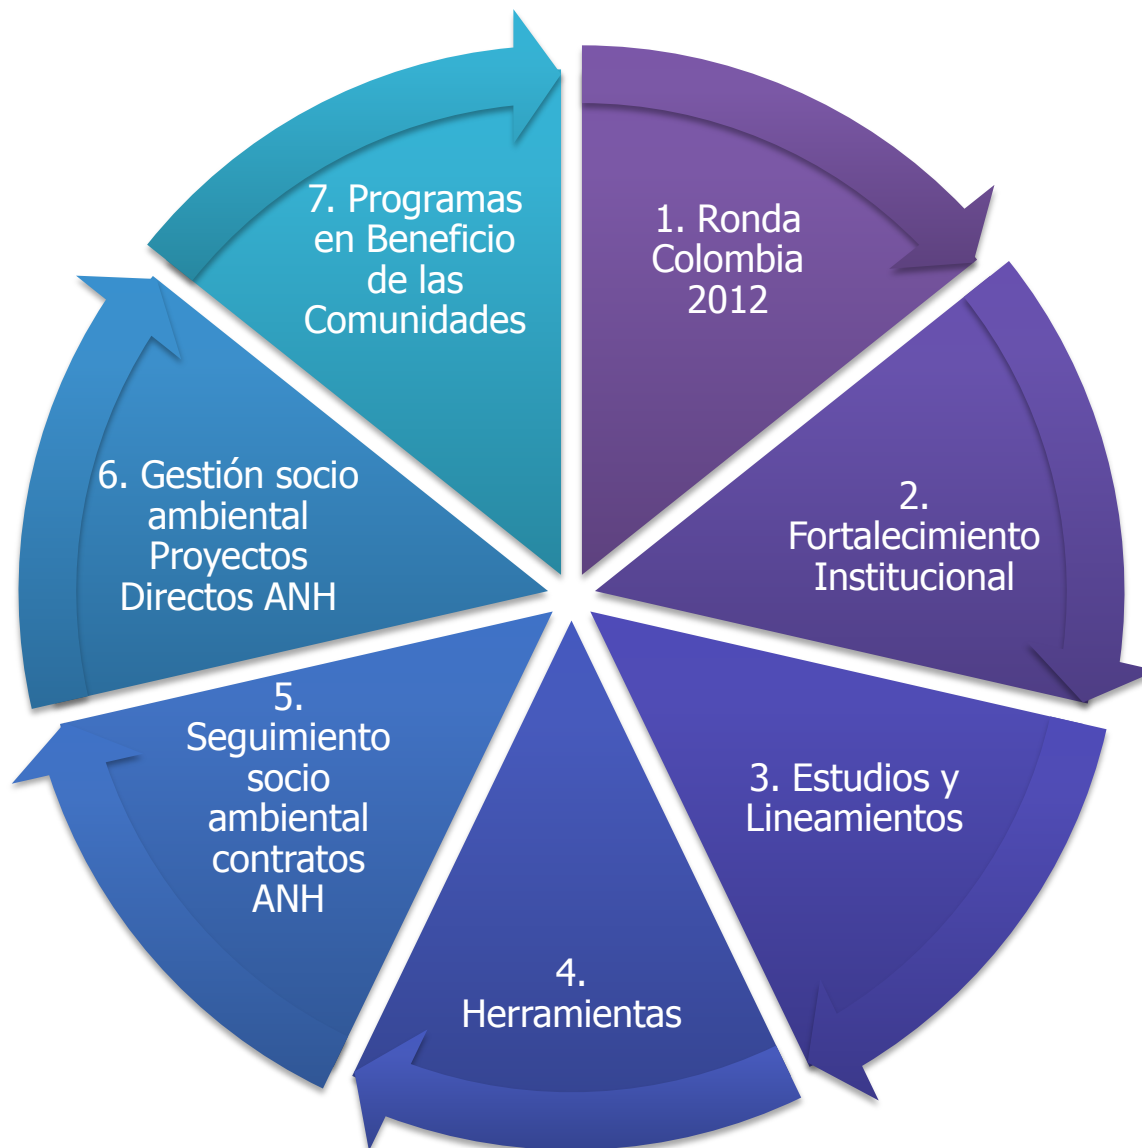 1. Ronda
Colombia
2012
2.
Fortalecimiento
Institucional
3. Estudios y
Lineamientos
4.
Herramientas
5.
Seguimiento
socio
ambiental
contratos
ANH
6. Gestión socio
ambiental
Proyectos
Directos ANH
7. Programas
en Beneficio
de las
Comunidades